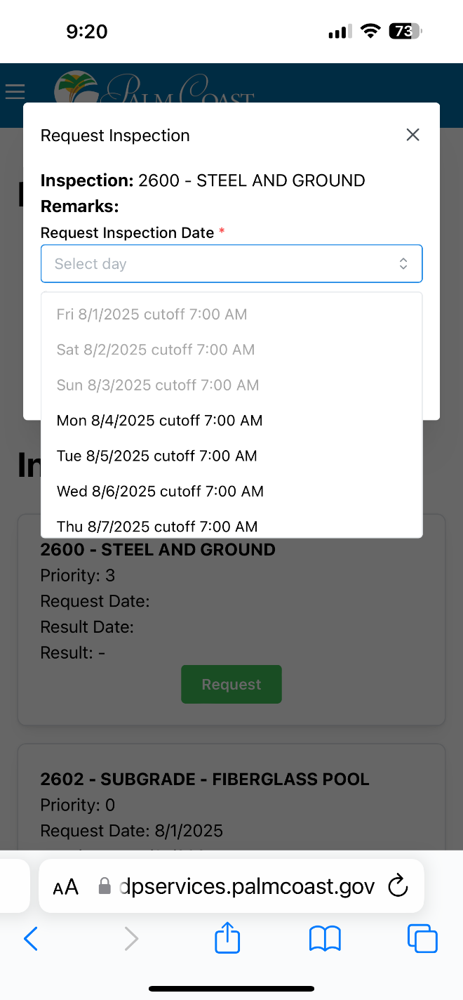 9:20
73
PALM COAST
Request Inspection
Inspection: 2600 - STEEL AND GROUND
Remarks:
Request Inspection Date *
Select day
Fri 8/1/2025 cutoff 7:00 AM
Sat 8/2/2025 cutoff 7:00 AM
Sun 8/3/2025 cutoff 7:00 AM
Mon 8/4/2025 cutoff 7:00 AM
Tue 8/5/2025 cutoff 7:00 AM
Wed 8/6/2025 cutoff 7:00 AM
Thu 8/7/2025 cutoff 7:00 AM
2600 - STEEL AND GROUND
Priority: 3
Request Date:
Result Date:
Result: -
Request
2602 - SUBGRADE - FIBERGLASS POOL
Priority: 0
Request Date: 8/1/2025
AA dpservices.palmcoast.gov